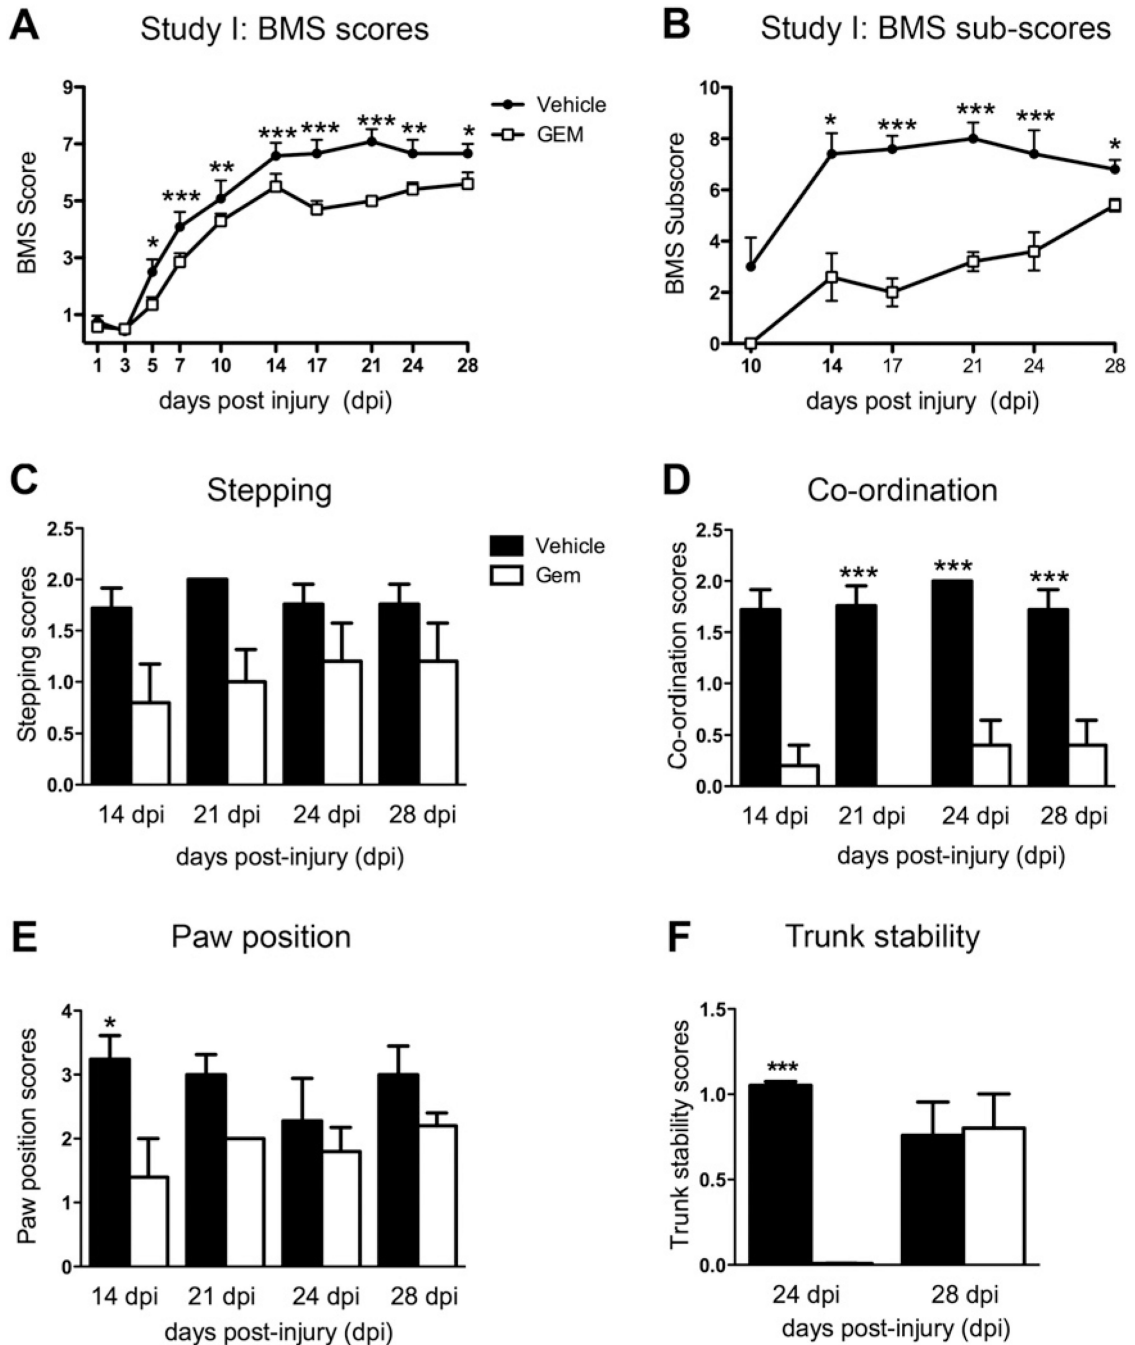 A Study I: BMS scores
9
7
5
3
1
BMS Score
* *** ** *** *** *** ** *
Vehicle
GEM
1 3 5 7 10 14 17 21 24 28
days post injury (dpi)
B Study I: BMS sub-scores
10
8
6
4
2
0
BMS Subscore
* *** *** *** *
10 14 17 21 24 28
days post injury (dpi)
C Stepping
2.5
2.0
1.5
1.0
0.5
0.0
Stepping scores
Vehicle
Gem
14 dpi 21 dpi 24 dpi 28 dpi
days post-injury (dpi)
D Co-ordination
2.5
2.0
1.5
1.0
0.5
0.0
Co-ordination scores
*** *** ***
14 dpi 21 dpi 24 dpi 28 dpi
days post-injury (dpi)
E Paw position
4
3
2
1
0
Paw position scores
*
14 dpi 21 dpi 24 dpi 28 dpi
days post-injury (dpi)
F Trunk stability
1.5
1.0
0.5
0.0
Trunk stability scores
***
24 dpi 28 dpi
days post-injury (dpi)